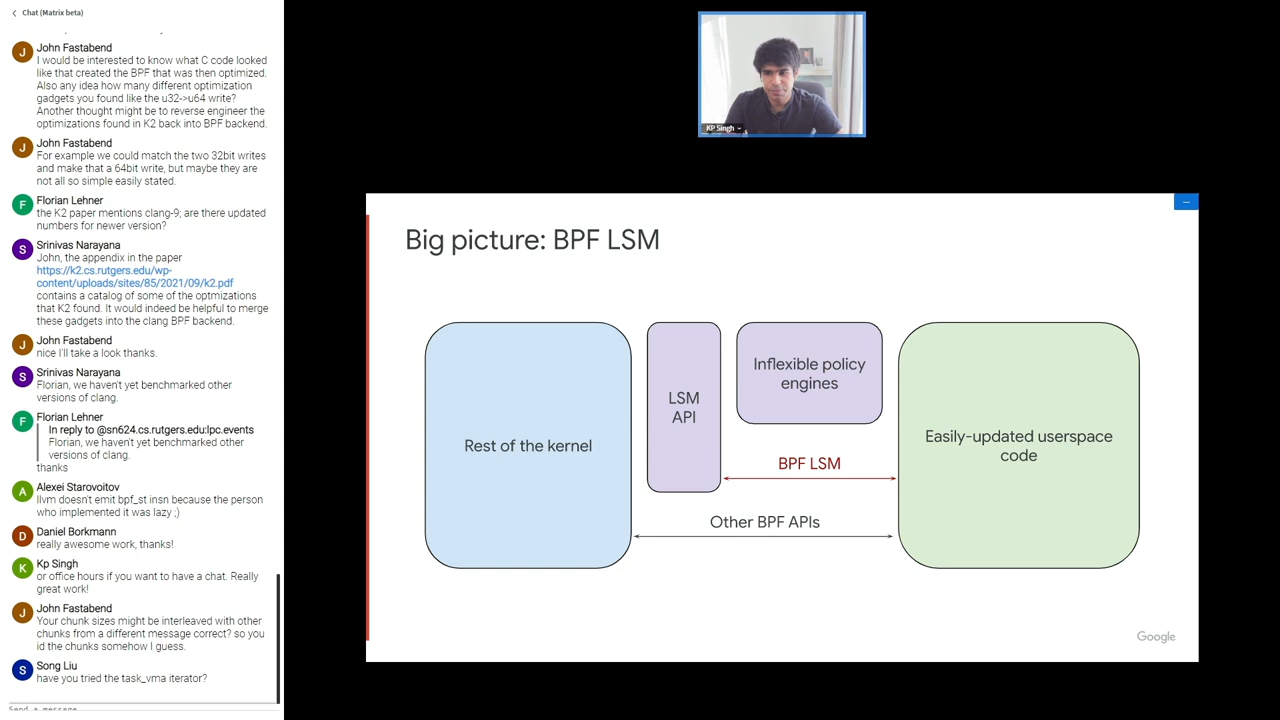 Chat (Matrix beta)
J
John Fastabend
I would be interested to know what C code looked
like that created the BPF that was then optimized.
Also any idea how many different optimization
gadgets you found like the u32->u64 write?
Another thought might be to reverse engineer the
optimizations found in K2 back into BPF backend.
J
John Fastabend
For example we could match the two 32bit writes
and make that a 64bit write, but maybe they are
not all so simple easily stated.
F
Florian Lehner
the K2 paper mentions clang-9; are there updated
numbers for newer version?
S
Srinivas Narayana
John, the appendix in the paper
https://k2.cs.rutgers.edu/wp-
content/uploads/sites/85/2021/09/k2.pdf
contains a catalog of some of the optmizations
that K2 found. It would indeed be helpful to merge
these gadgets into the clang BPF backend.
J
John Fastabend
nice I'll take a look thanks.
S
Srinivas Narayana
Florian, we haven't yet benchmarked other
versions of clang.
F
Florian Lehner
In reply to @sn624.cs.rutgers.edu:lpc.events
Florian, we haven't yet benchmarked other
versions of clang.
thanks
A
Alexei Starovoitov
llvm doesn't emit bpf_st insn because the person
who implemented it was lazy ;)
D
Daniel Borkmann
really awesome work, thanks!
K
Kp Singh
or office hours if you want to have a chat. Really
great work!
J
John Fastabend
Your chunk sizes might be interleaved with other
chunks from a different message correct? so you
id the chunks somehow I guess.
S
Song Liu
have you tried the task_vma iterator?
Send a message
KP Singh
Big picture: BPF LSM
Rest of the kernel
LSM
API
Inflexible policy
engines
BPF LSM
Other BPF APIs
Easily-updated userspace
code
Google